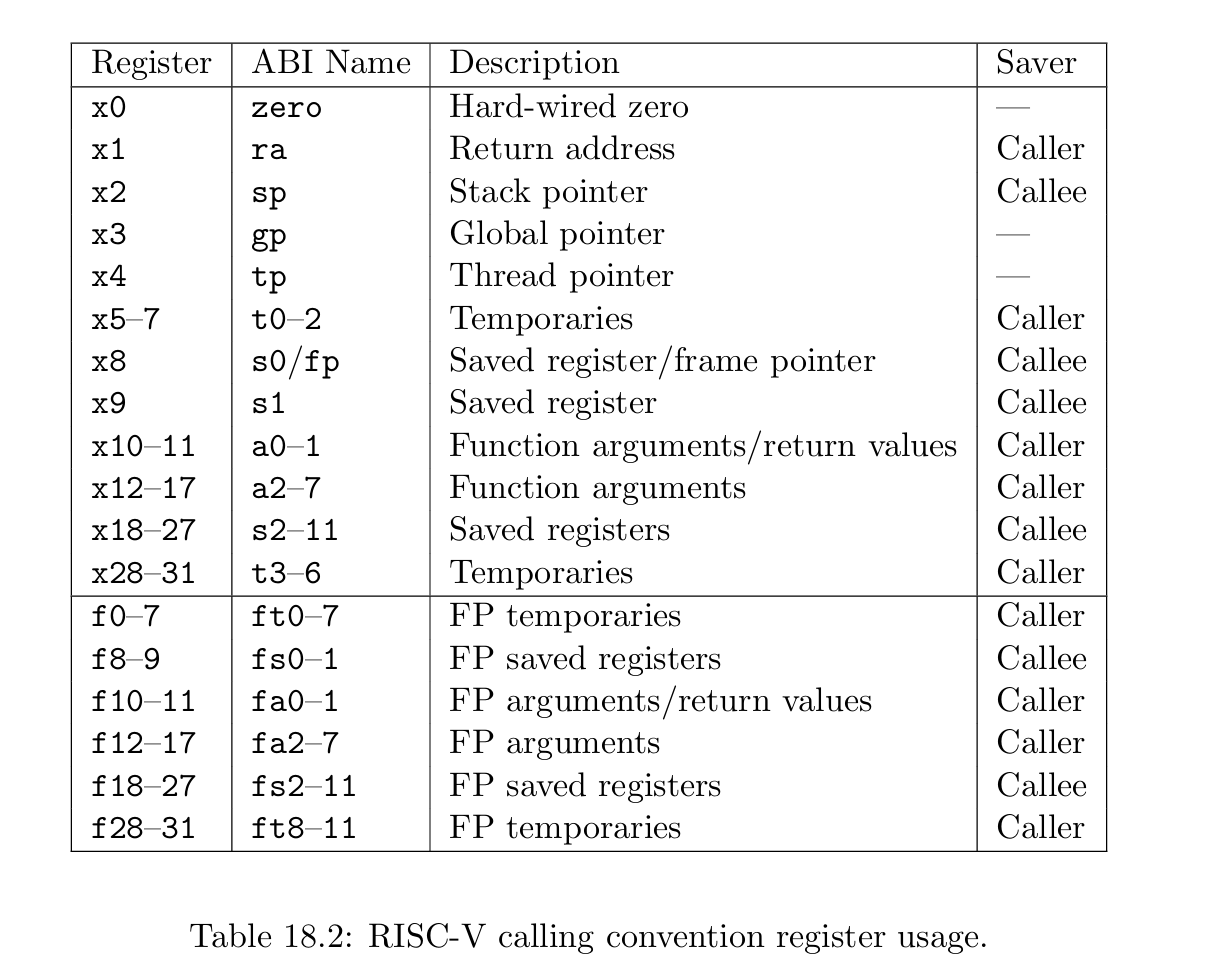 Register ABI Name Description Saver
x0 zero Hard-wired zero —
x1 ra Return address Caller
x2 sp Stack pointer Callee
x3 gp Global pointer —
x4 tp Thread pointer —
x5–7 t0–2 Temporaries Caller
x8 s0/fp Saved register/frame pointer Callee
x9 s1 Saved register Callee
x10–11 a0–1 Function arguments/return values Caller
x12–17 a2–7 Function arguments Caller
x18–27 s2–11 Saved registers Callee
x28–31 t3–6 Temporaries Caller
f0–7 ft0–7 FP temporaries Caller
f8–9 fs0–1 FP saved registers Callee
f10–11 fa0–1 FP arguments/return values Caller
f12–17 fa2–7 FP arguments Caller
f18–27 fs2–11 FP saved registers Callee
f28–31 ft8–11 FP temporaries Caller
Table 18.2: RISC-V calling convention register usage.